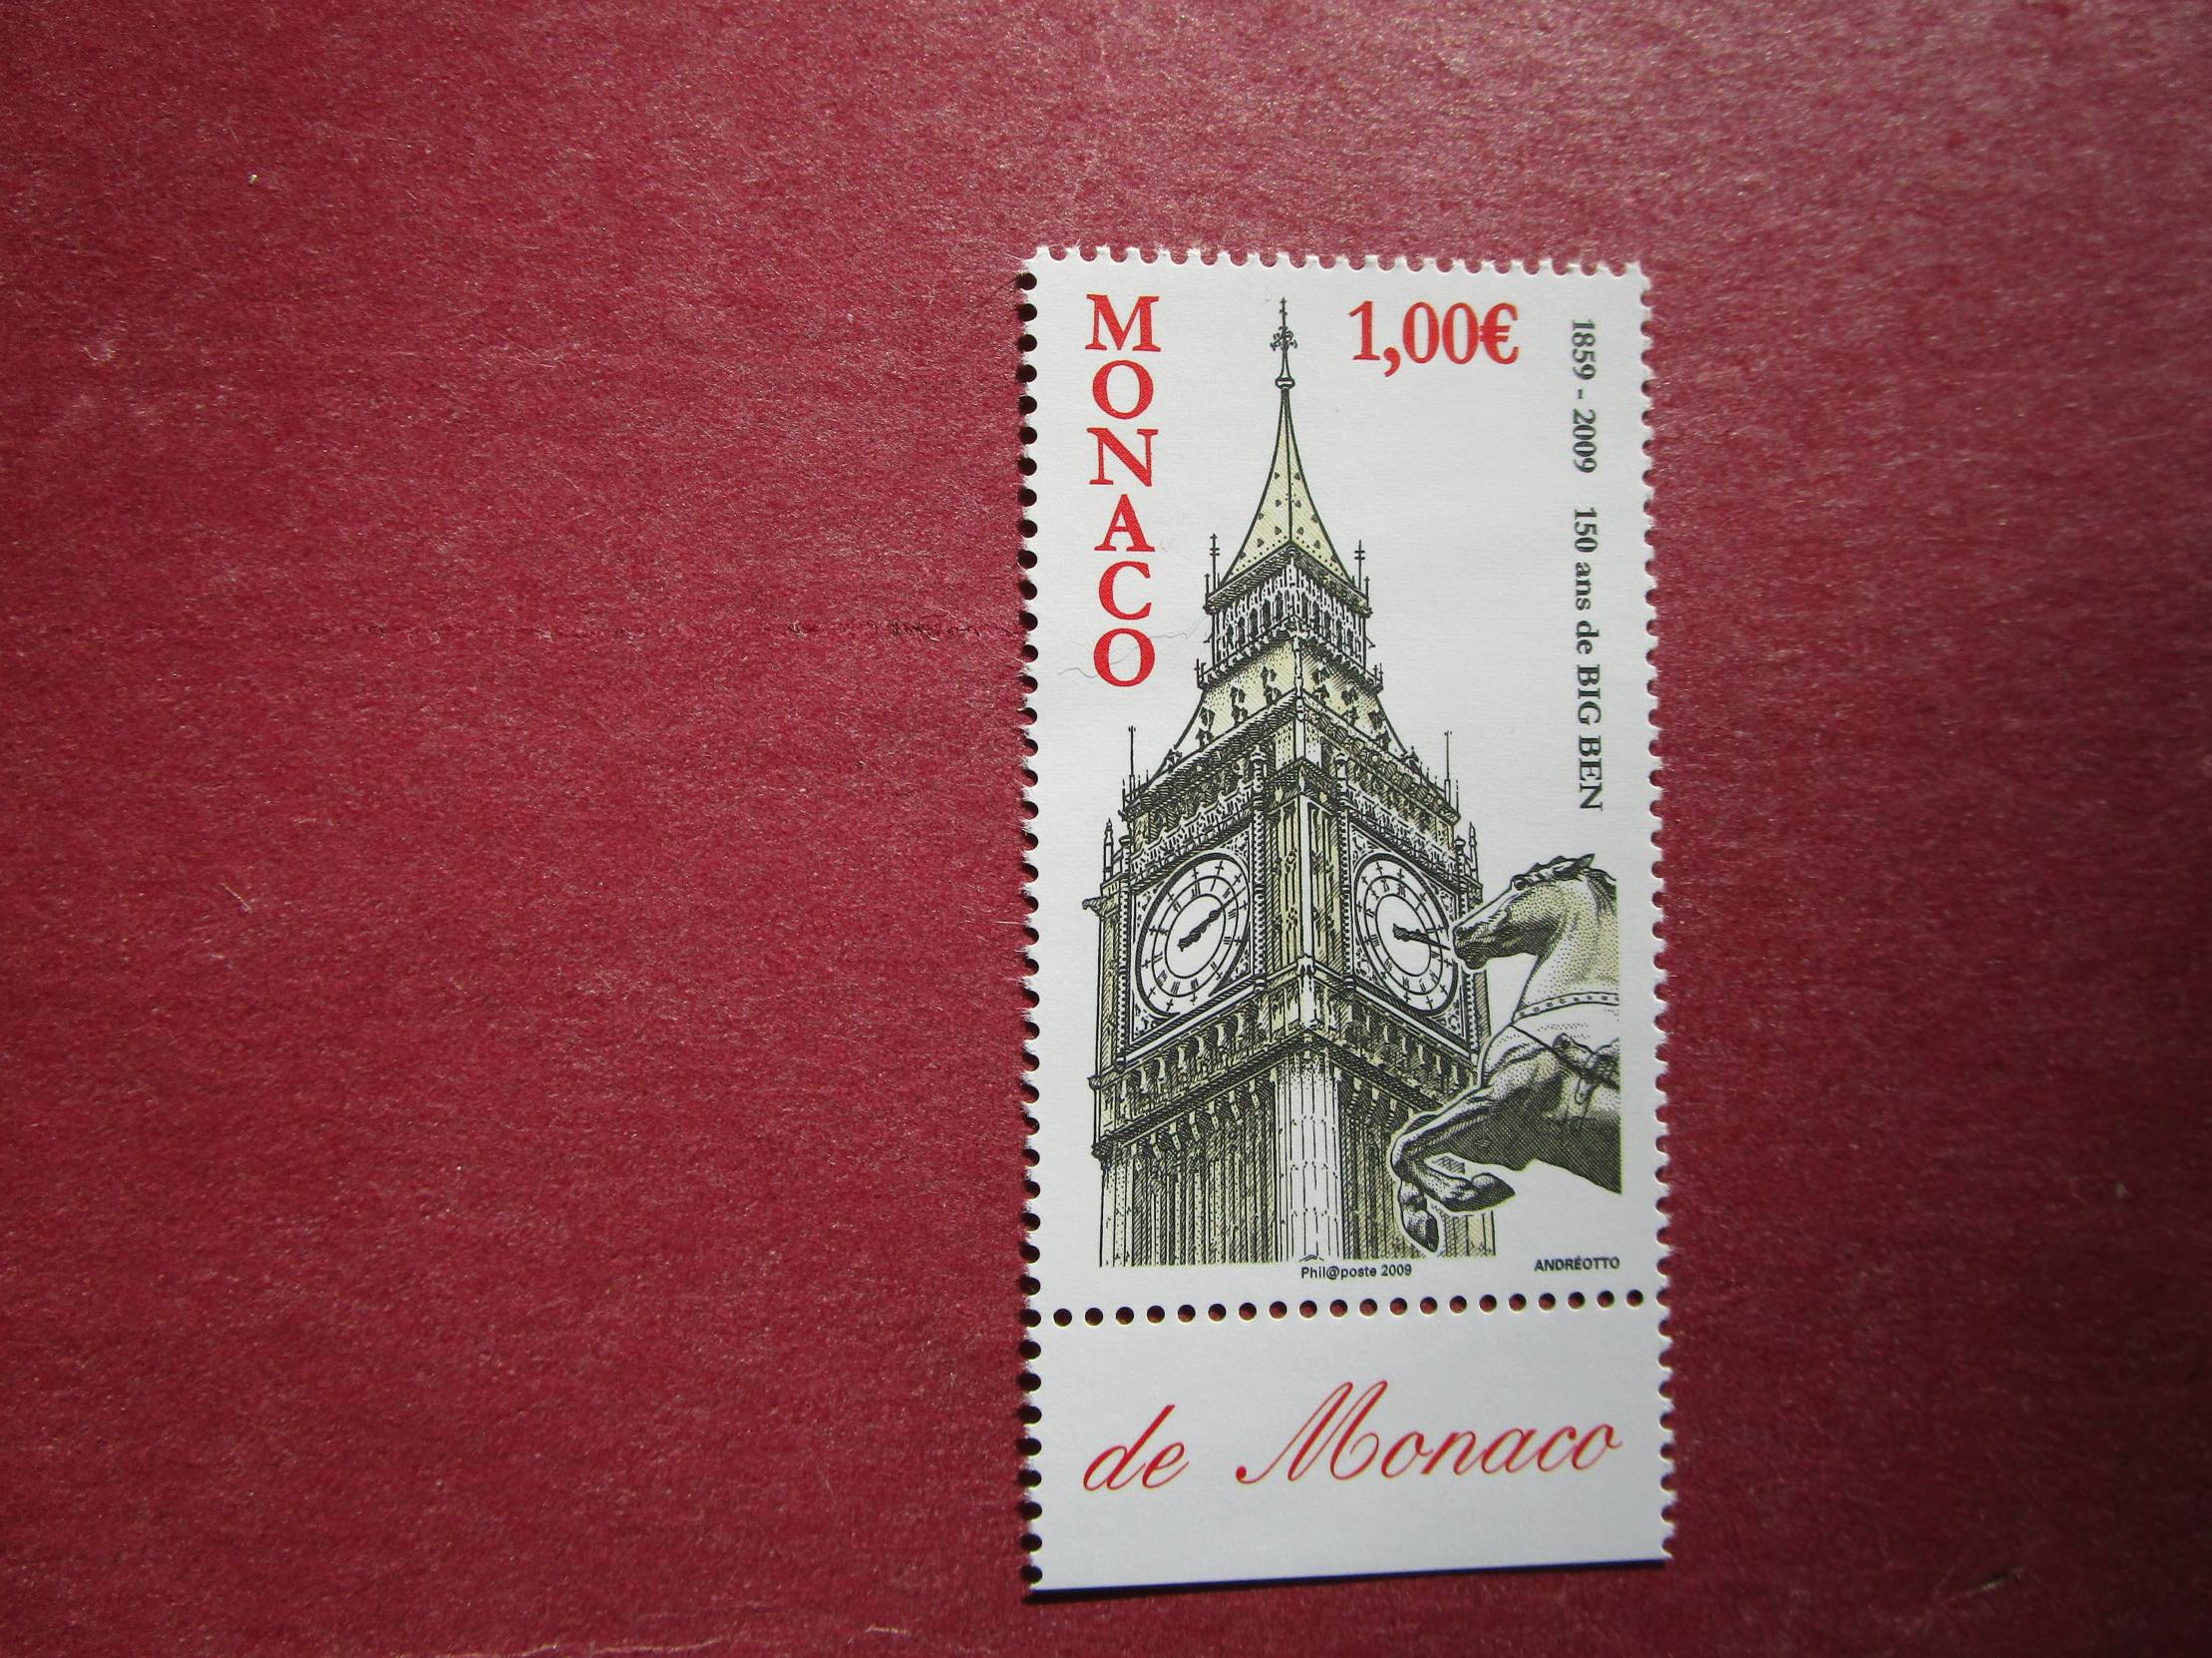 MONACO
1,00€
1859 - 2009 150 ans de BIG BEN
Phil@poste 2009
ANDRÉOTTO
de Monaco